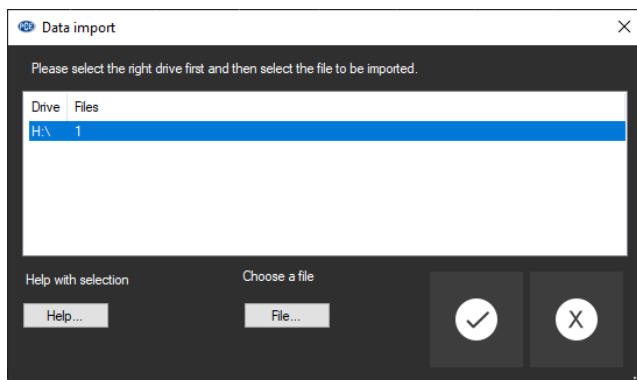 PCE Data import
Please select the right drive first and then select the file to be imported.
Drive Files
H:\ 1
Help with selection
Choose a file
Help...
File...
X